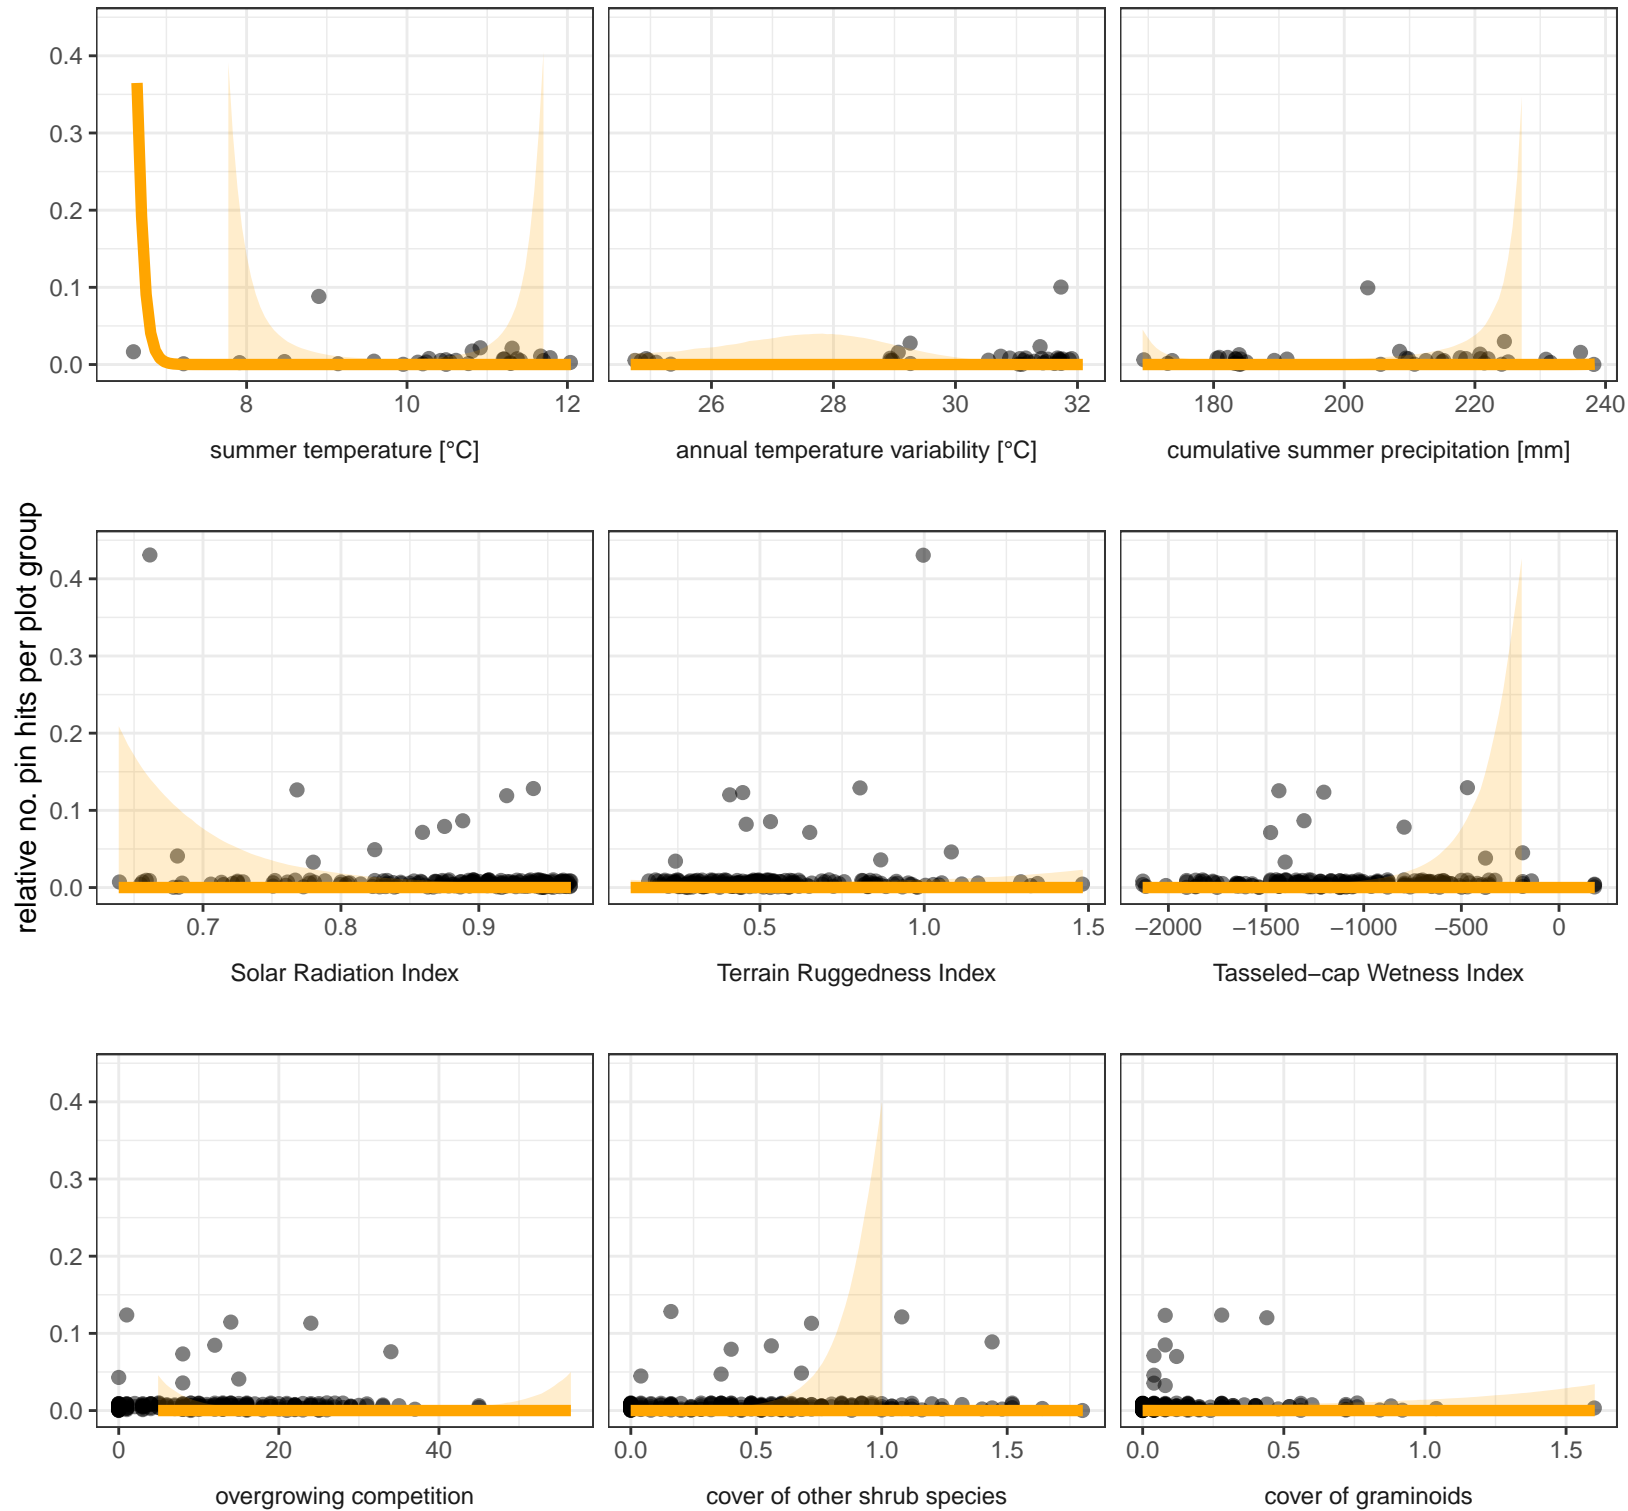 0.4
0.3
0.2
0.1
0.0
8 10 12
26 28 30 32
180 200 220 240
summer temperature [°C]
annual temperature variability [°C]
cumulative summer precipitation [mm]
relative no. pin hits per plot group
0.4
0.3
0.2
0.1
0.0
0.7 0.8 0.9
0.5 1.0 1.5
−2000 −1500 −1000 −500 0
Solar Radiation Index
Terrain Ruggedness Index
Tasseled−cap Wetness Index
0.4
0.3
0.2
0.1
0.0
0 20 40
0.0 0.5 1.0 1.5
0.0 0.5 1.0 1.5
overgrowing competition
cover of other shrub species
cover of graminoids